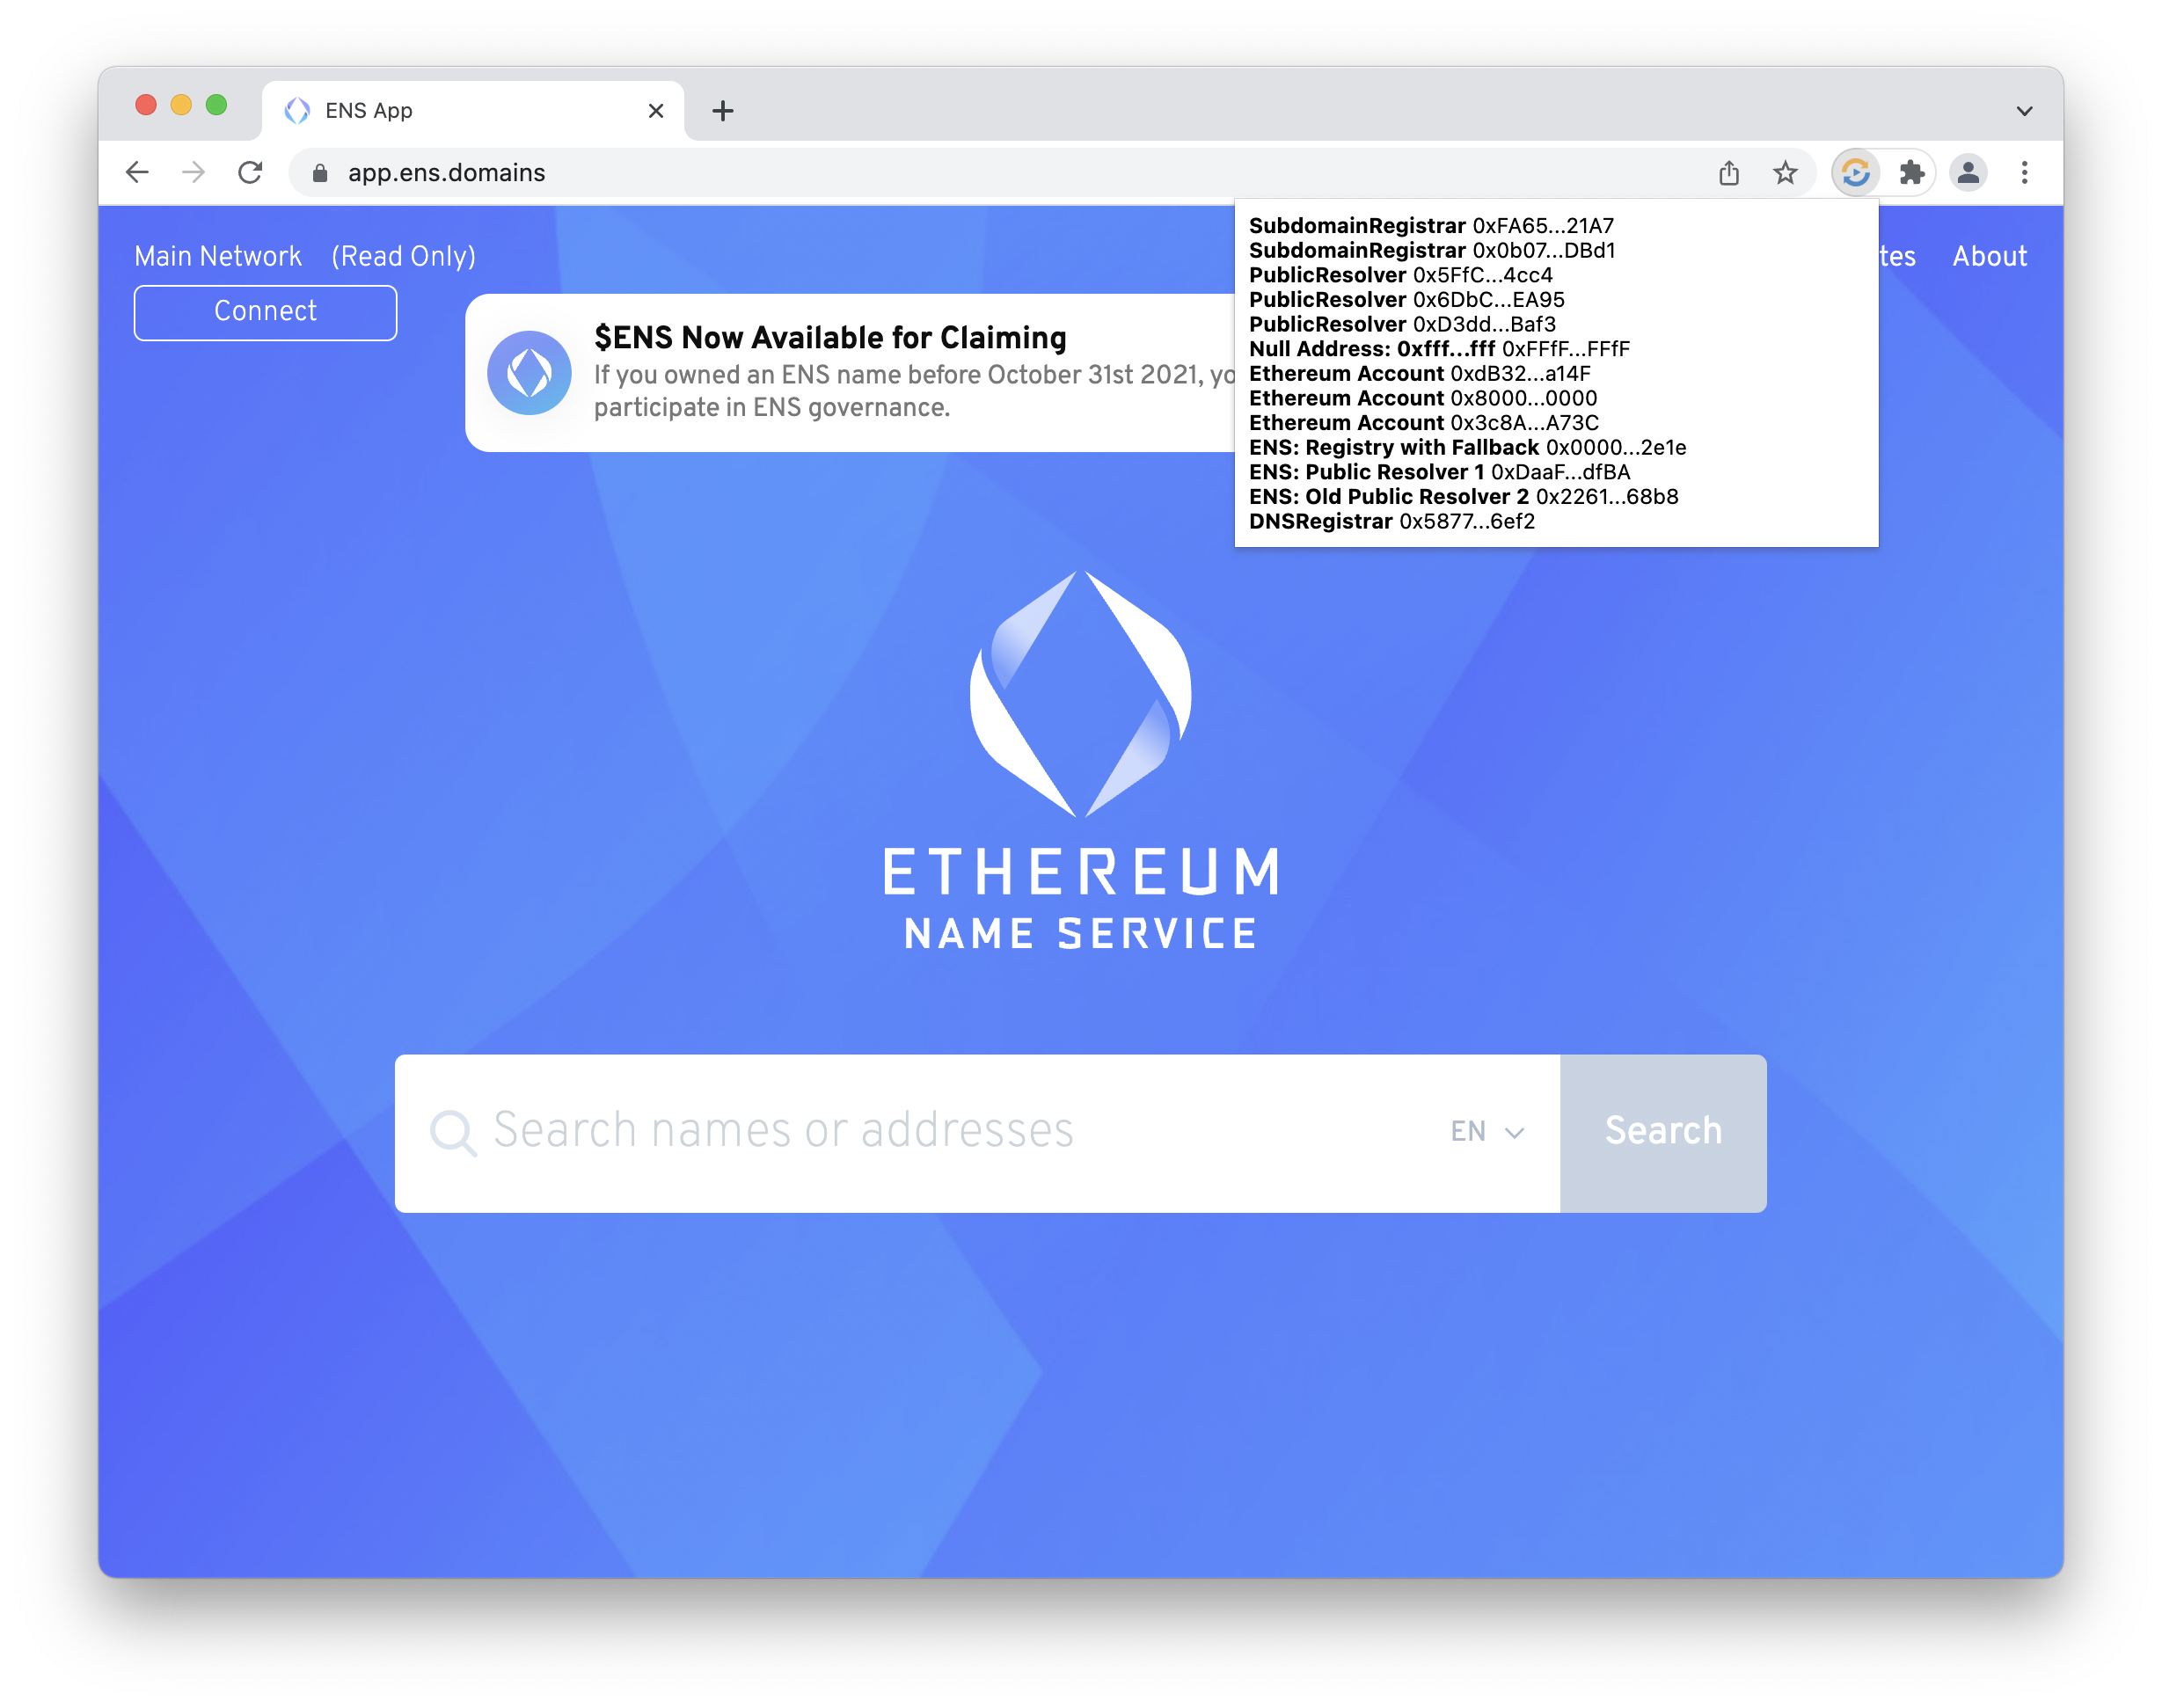 ENS App
app.ens.domains
Main Network (Read Only)
tes About
Connect
$ENS Now Available for Claiming
If you owned an ENS name before October 31st 2021, yo
participate in ENS governance.
SubdomainRegistrar 0xFA65...21A7
SubdomainRegistrar 0x0b07...DBd1
PublicResolver 0x5FfC...4cc4
PublicResolver 0x6DbC...EA95
PublicResolver 0xD3dd...Baf3
Null Address: 0xfff...fff 0xFFfF...FFfF
Ethereum Account 0xdB32...a14F
Ethereum Account 0x8000...0000
Ethereum Account 0x3c8A...A73C
ENS: Registry with Fallback 0x0000...2e1e
ENS: Public Resolver 1 0xDaaF...dfBA
ENS: Old Public Resolver 2 0x2261...68b8
DNSRegistrar 0x5877...6ef2
ETHEREUM
NAME SERVICE
Search names or addresses
EN
Search